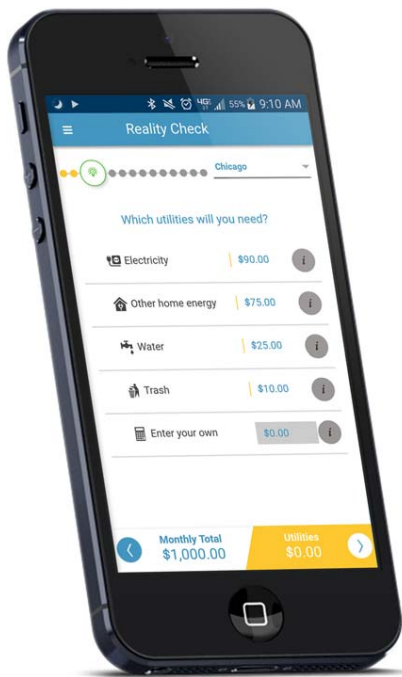 4G 55% 9:10 AM
Reality Check
Chicago
Which utilities will you need?
Electricity $90.00 i
Other home energy $75.00 i
Water $25.00 i
Trash $10.00 i
Enter your own $0.00 i
Monthly Total Utilities
$1,000.00 $0.00